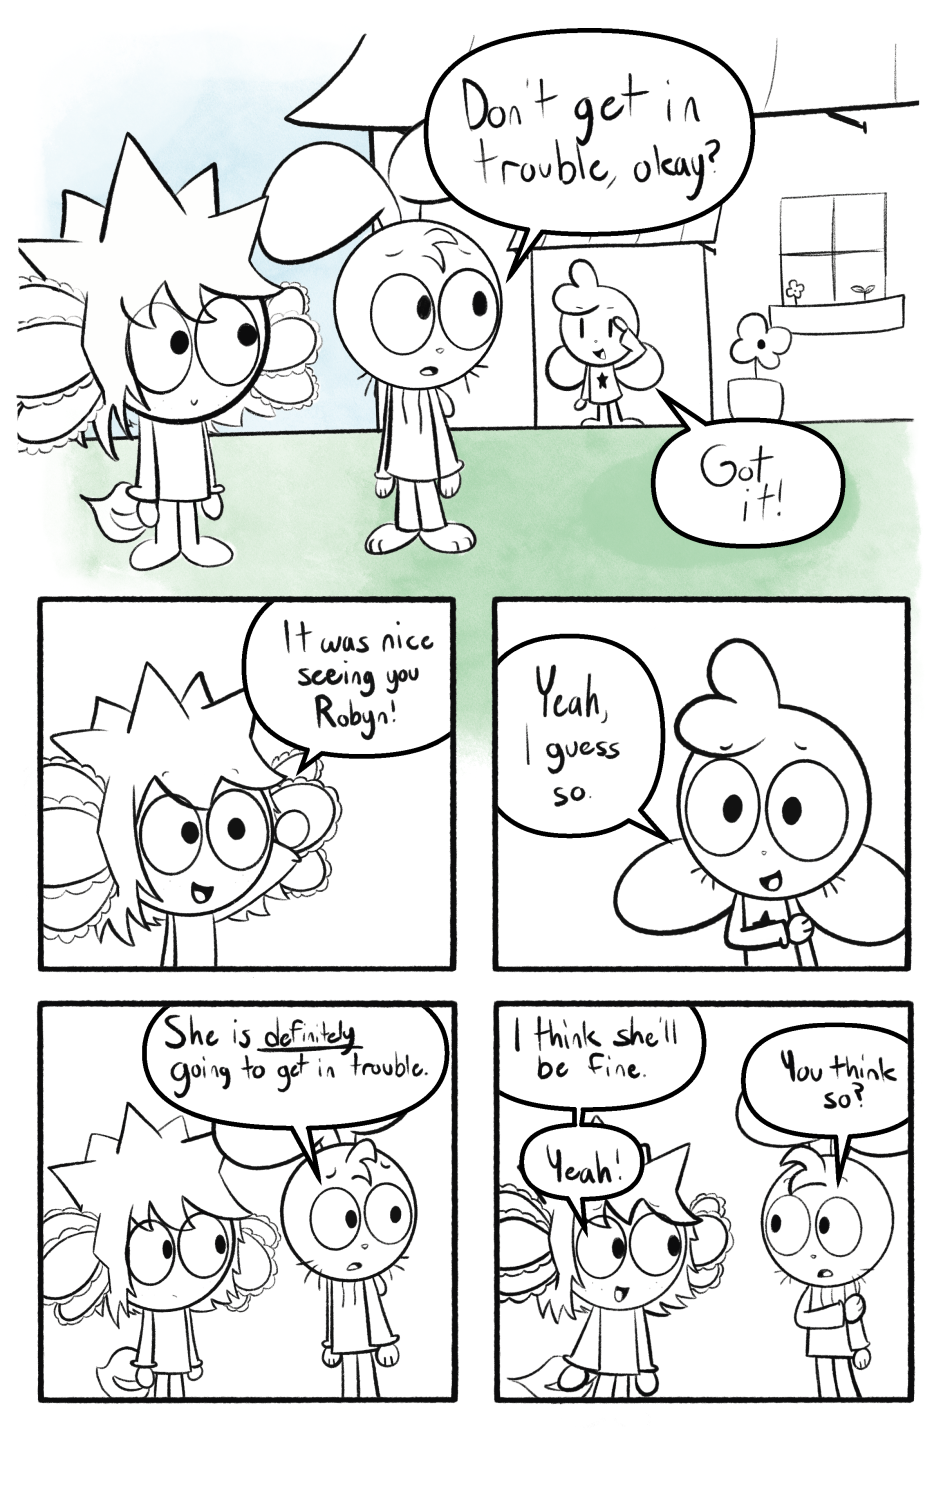 Don't get in
trouble, okay?
Got
it!
It was nice
seeing you
Robyn!
Yeah,
I guess
so.
She is definitely
going to get in trouble.
I think she'll
be fine.
Yeah!
You think
so?